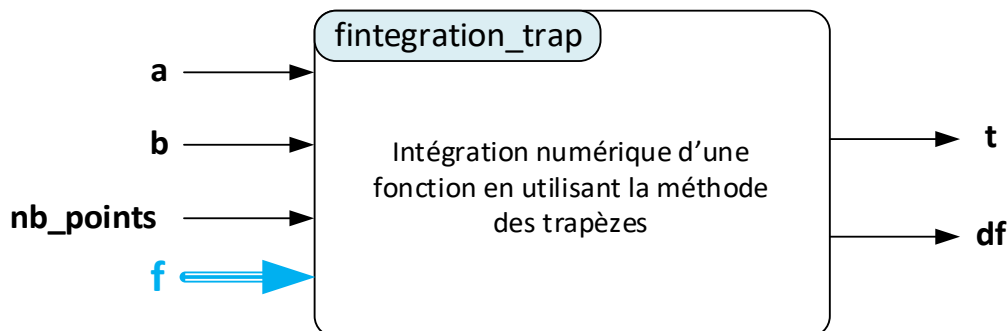 fintegration_trap
a
b
nb_points
f
Intégration numérique d'une
fonction en utilisant la méthode
des trapèzes
t
df